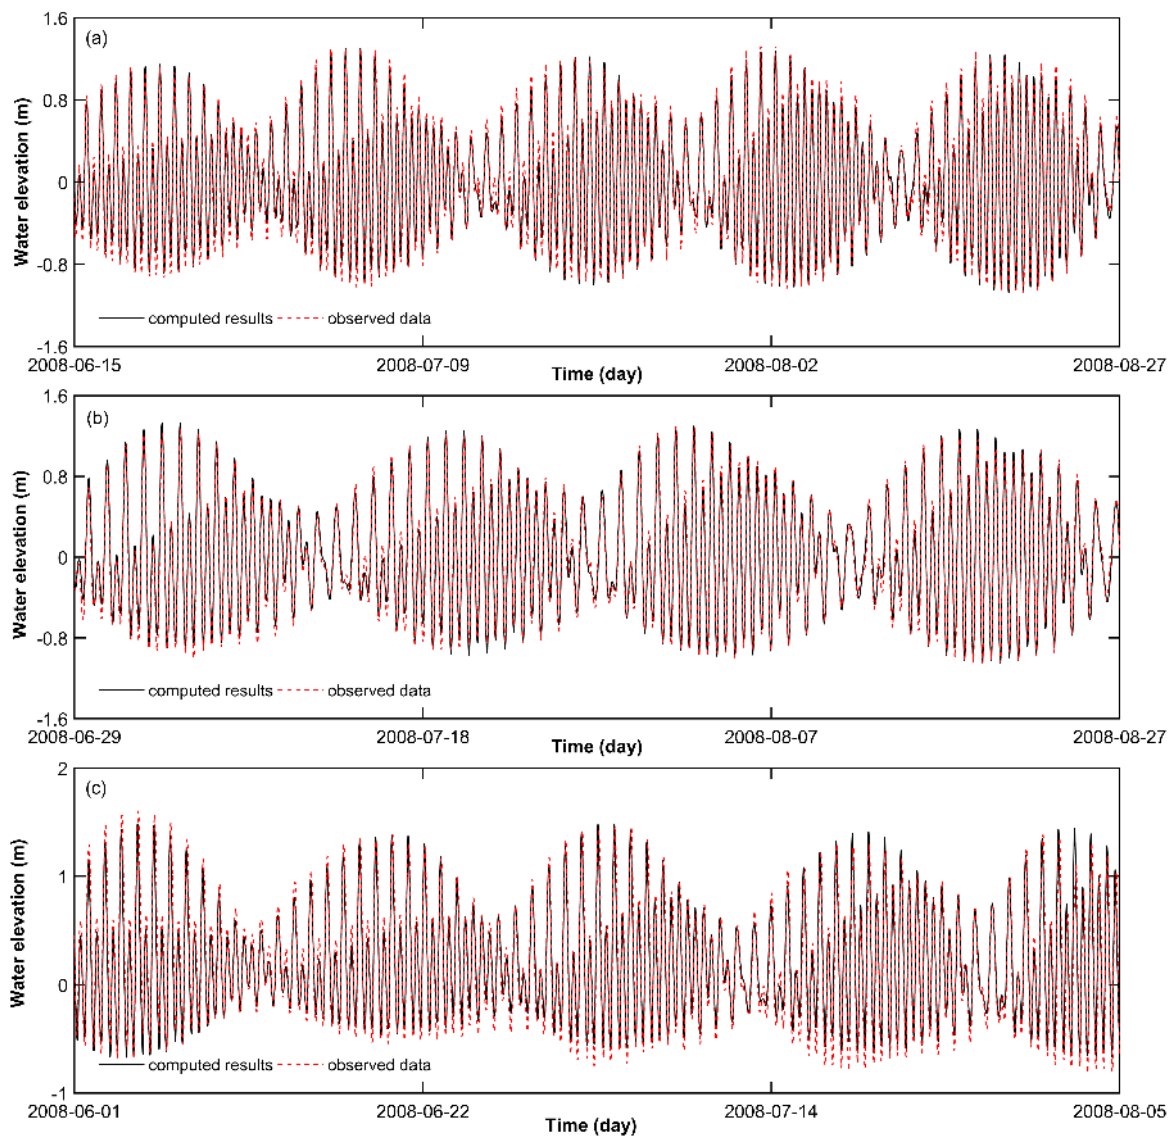 1.6
(a)
0.8
0
-0.8
-1.6
Water elevation (m)
computed results observed data
2008-06-15 2008-07-09 2008-08-02 2008-08-27
Time (day)
1.6
(b)
0.8
0
-0.8
-1.6
Water elevation (m)
computed results observed data
2008-06-29 2008-07-18 2008-08-07 2008-08-27
Time (day)
2
(c)
1
0
-1
Water elevation (m)
computed results observed data
2008-06-01 2008-06-22 2008-07-14 2008-08-05
Time (day)